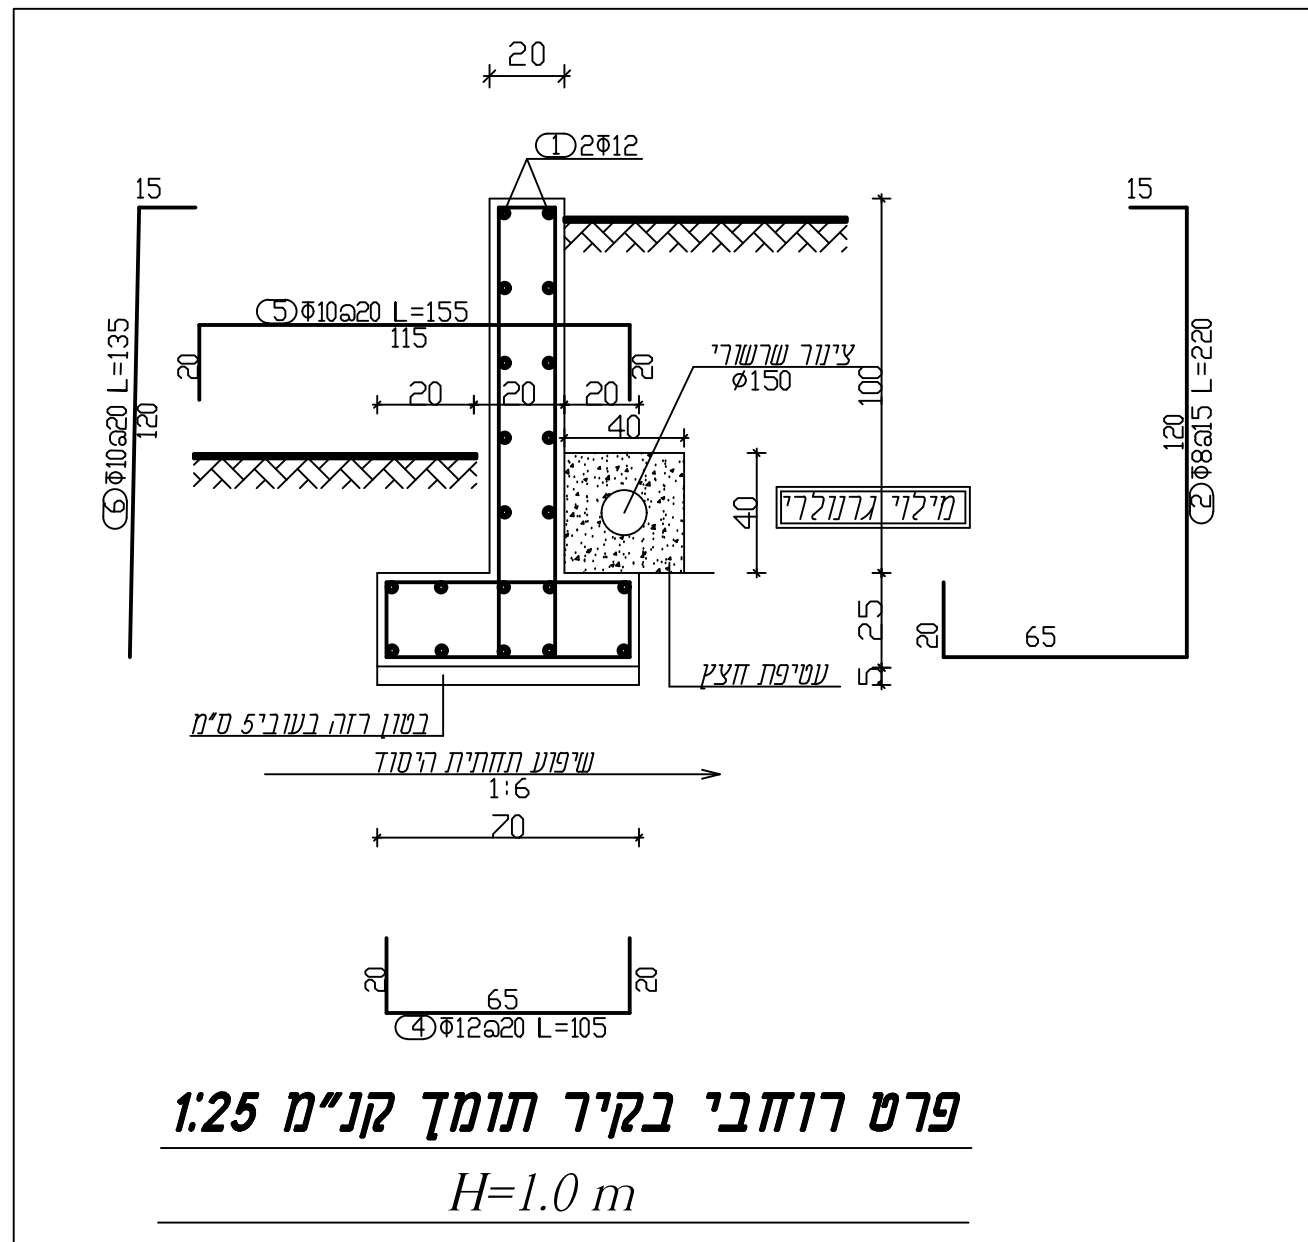 20
① 2Φ12
15
15
⑤ Φ10@20 L=155
115
20
20
⑥ Φ10@20 L=135
120
צינור שרשורי
Ø150
100
② Φ8@15 L=220
120
20
20
20
40
40
מילוי גרנולרי
25
5
20
65
עטיפת חצץ
בטון רזה בעובי 5 ס"מ
שיפוע תחתית היסוד
1:6
70
20
20
65
④ Φ12@20 L=105
פרט רוחבי בקיר תומך קנ"מ 1:25
H=1.0 m